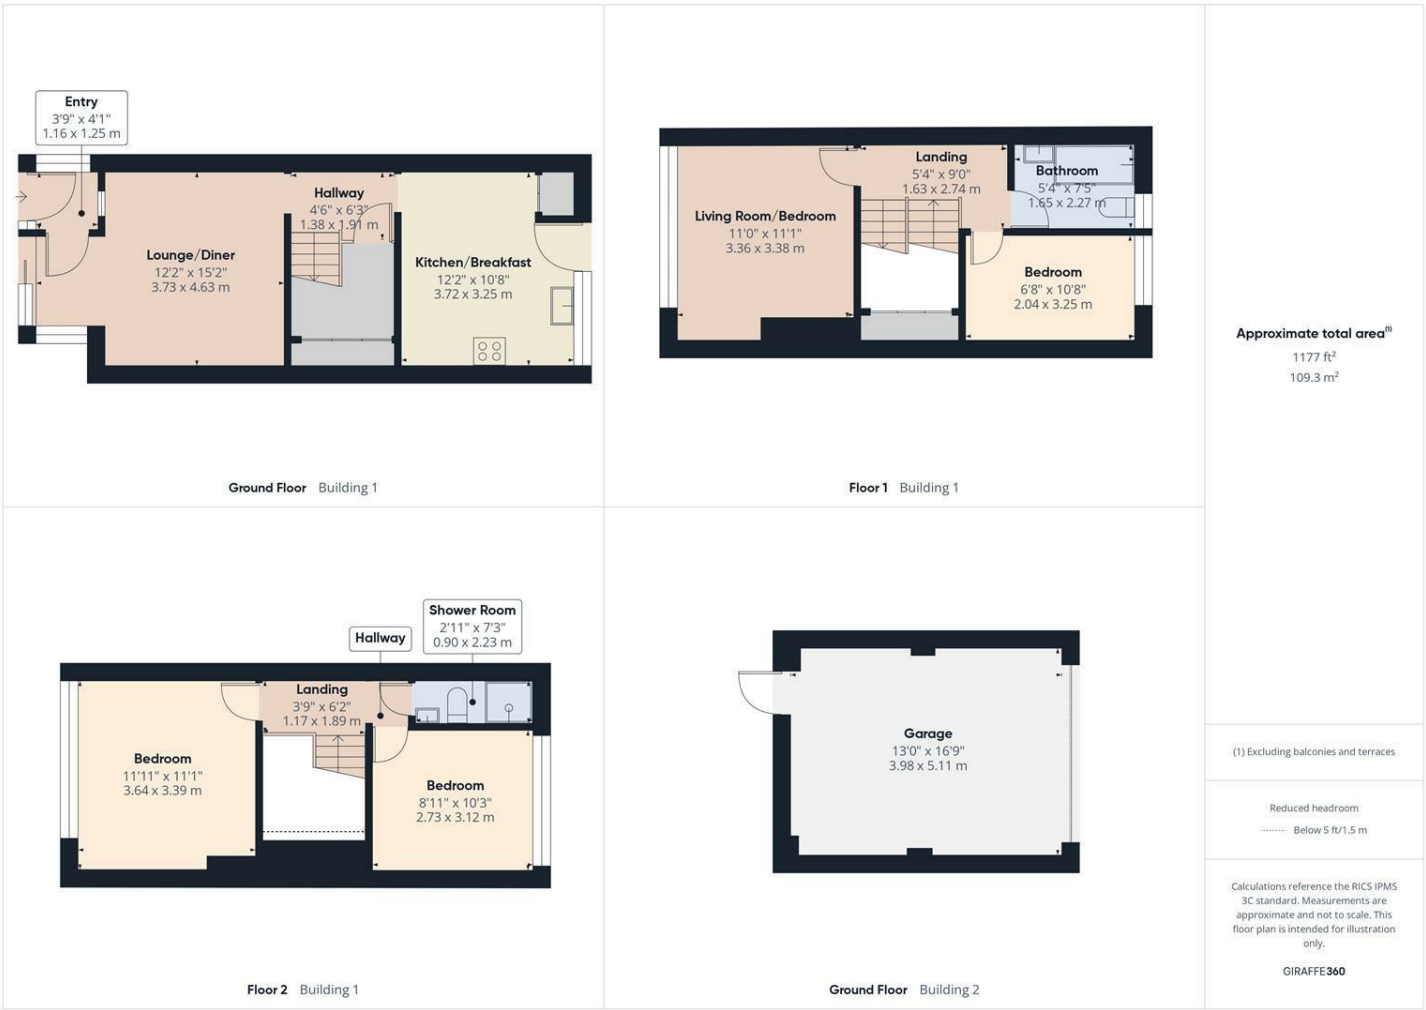 Entry
3'9" x 4'1"
1.16 x 1.25 m
Lounge/Diner
12'2" x 15'2"
3.73 x 4.63 m
Hallway
4'6" x 6'3"
1.38 x 1.91 m
Kitchen/Breakfast
12'2" x 10'8"
3.72 x 3.25 m
Ground Floor Building 1
Living Room/Bedroom
11'0" x 11'1"
3.36 x 3.38 m
Landing
5'4" x 9'0"
1.63 x 2.74 m
Bathroom
5'4" x 7'5"
1.65 x 2.27 m
Bedroom
6'8" x 10'8"
2.04 x 3.25 m
Floor 1 Building 1
Approximate total area(1)
1177 ft²
109.3 m²
Hallway
Shower Room
2'11" x 7'3"
0.90 x 2.23 m
Landing
3'9" x 6'2"
1.17 x 1.89 m
Bedroom
11'11" x 11'1"
3.64 x 3.39 m
Bedroom
8'11" x 10'3"
2.73 x 3.12 m
Floor 2 Building 1
Garage
13'0" x 16'9"
3.98 x 5.11 m
Ground Floor Building 2
(1) Excluding balconies and terraces
Reduced headroom
Below 5 ft/1.5 m
Calculations reference the RICS IPMS
3C standard. Measurements are
approximate and not to scale. This
floor plan is intended for illustration
only.
GIRAFFE360